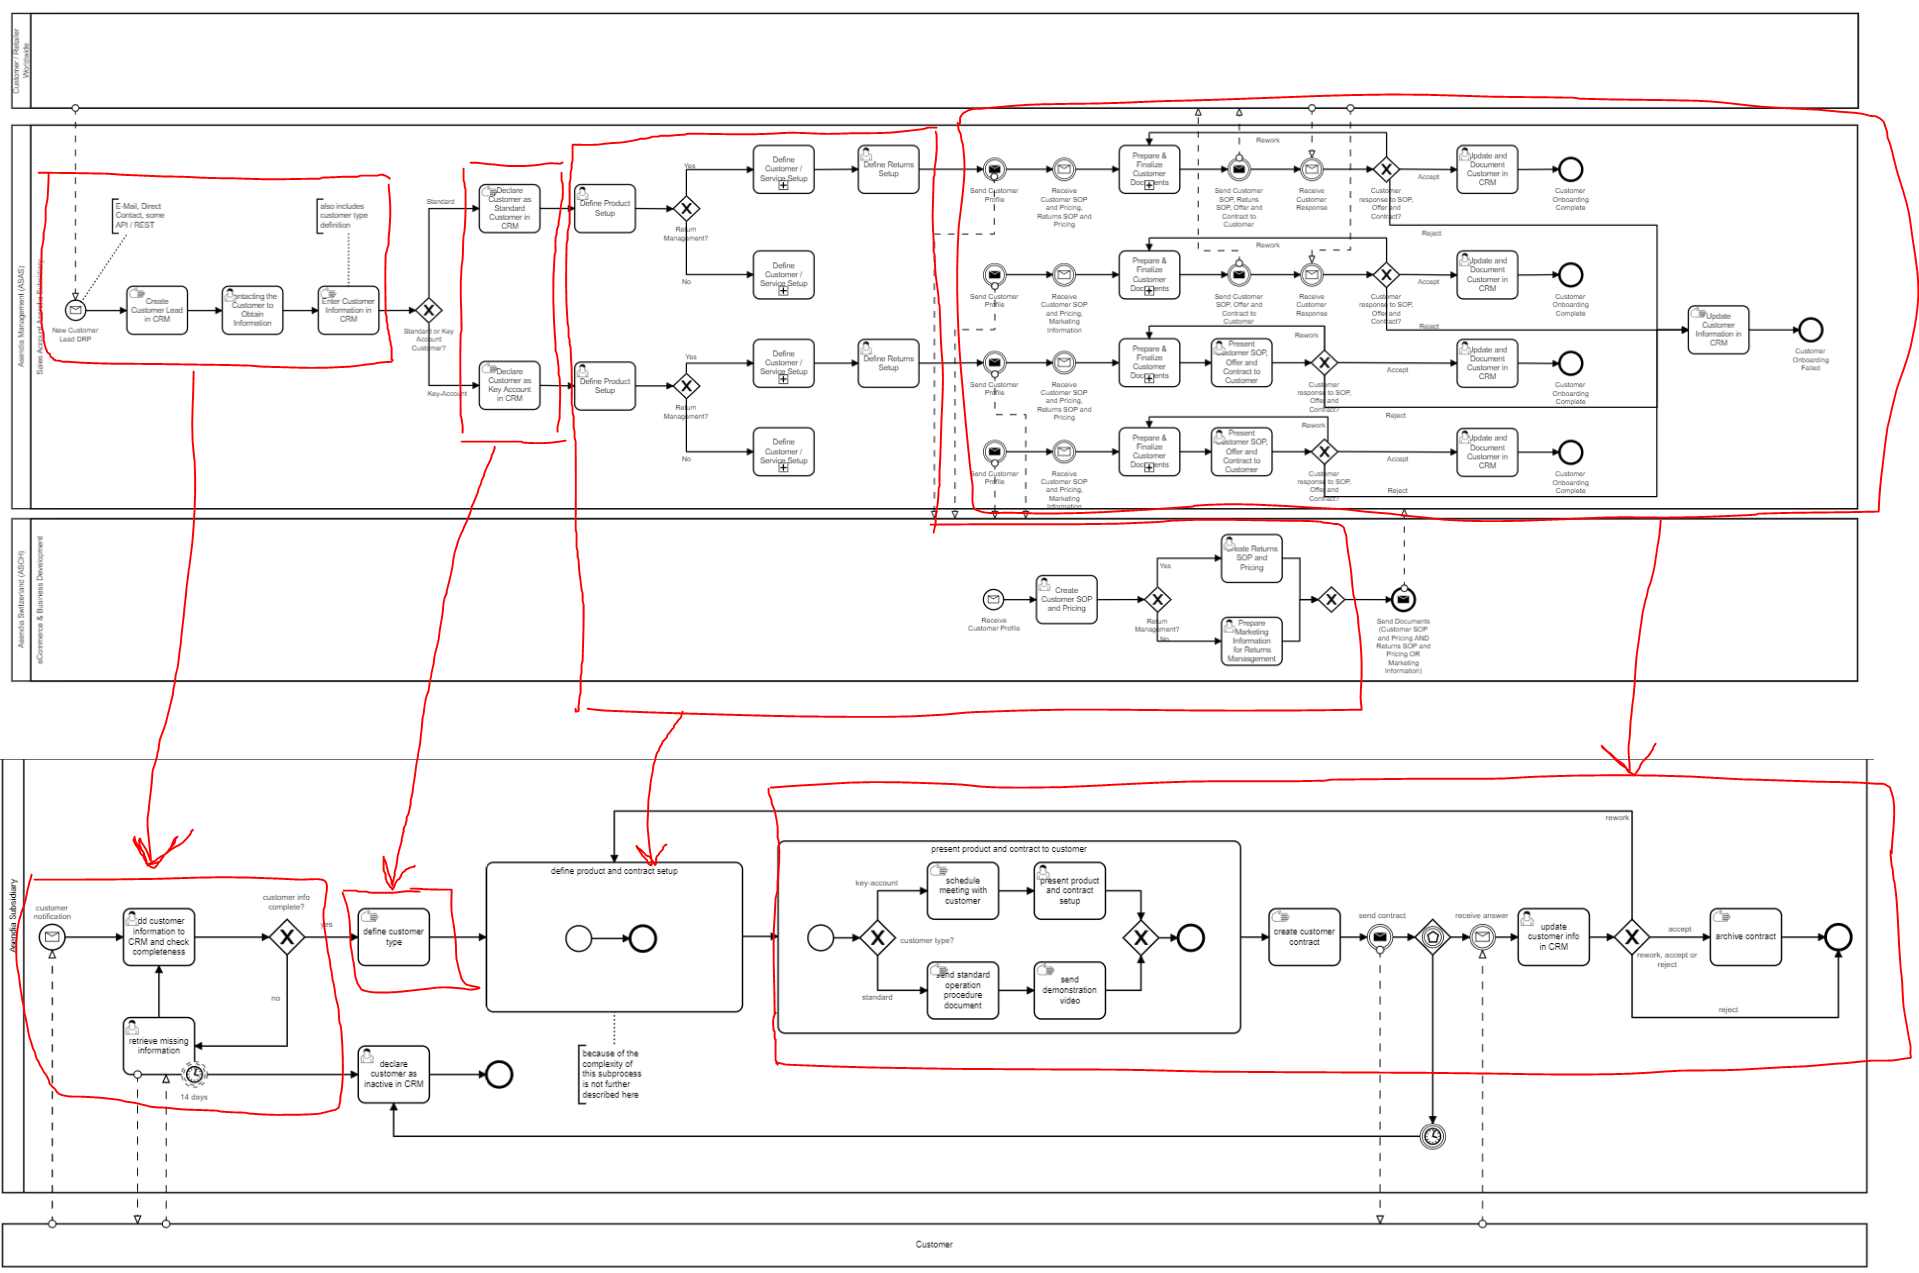 Customer / Retailer
Worldwide
Asendia Management (ASAS)
Sales Account Asendia Subsidiary
E-Mail, Direct
Contact, some
API / REST
also includes
customer type
definition
New Customer
Lead DRP
Create
Customer Lead
in CRM
Contacting the
Customer to
Obtain
Information
Enter Customer
Information in
CRM
Standard or Key
Account
Customer?
Standard
Key-Account
Declare
Customer as
Standard
Customer in
CRM
Declare
Customer as
Key Account
in CRM
Define Product
Setup
Return
Management?
Yes
No
Define
Customer /
Service Setup
Define Returns
Setup
Define
Customer /
Service Setup
Define Product
Setup
Return
Management?
Yes
No
Define
Customer /
Service Setup
Define Returns
Setup
Define
Customer /
Service Setup
Send Customer
Profile
Receive
Customer SOP
and Pricing,
Returns SOP and
Pricing
Prepare &
Finalize
Customer
Documents
Send Customer
SOP, Returns
SOP, Offer and
Contract to
Customer
Receive
Customer
Response
Rework
Customer
response to SOP,
Offer and
Contract?
Accept
Reject
Update and
Document
Customer in
CRM
Customer
Onboarding
Complete
Send Customer
Profile
Receive
Customer SOP
and Pricing,
Marketing
Information
Prepare &
Finalize
Customer
Documents
Send Customer
SOP, Offer and
Contract to
Customer
Receive
Customer
Response
Rework
Customer
response to SOP,
Offer and
Contract?
Accept
Reject
Update and
Document
Customer in
CRM
Customer
Onboarding
Complete
Send Customer
Profile
Receive
Customer SOP
and Pricing,
Returns SOP and
Pricing
Prepare &
Finalize
Customer
Documents
Present
Customer SOP,
Offer and
Contract to
Customer
Rework
Customer
response to SOP,
Offer and
Contract?
Accept
Reject
Update and
Document
Customer in
CRM
Customer
Onboarding
Complete
Send Customer
Profile
Receive
Customer SOP
and Pricing,
Marketing
Information
Prepare &
Finalize
Customer
Documents
Present
Customer SOP,
Offer and
Contract to
Customer
Rework
Customer
response to SOP,
Offer and
Contract?
Accept
Reject
Update and
Document
Customer in
CRM
Customer
Onboarding
Complete
Update
Customer
Information in
CRM
Customer
Onboarding
Failed
Asendia Switzerland (ASCH)
eCommerce & Business Development
Receive
Customer Profile
Create
Customer SOP
and Pricing
Return
Management?
Yes
No
Create Returns
SOP and
Pricing
Prepare
Marketing
Information
for Returns
Manasgement
Send Documents
(Customer SOP
and Pricing AND
Returns SOP and
Pricing OR
Marketing
Information)
Asendia Subsidiary
customer
notification
add customer
information to
CRM and check
completeness
customer info
complete?
yes
no
retrieve missing
information
14 days
define customer
type
declare
customer as
inactive in CRM
define product and contract setup
because of the
complexity of
this subprocess
is not further
described here
present product and contract to customer
key-account
customer type?
standard
schedule
meeting with
customer
present product
and contract
setup
send standard
operation
procedure
document
send
demonstration
video
create customer
contract
send contract
receive answer
update
customer info
in CRM
rework
accept
rework, accept or
reject
reject
archive contract
Customer